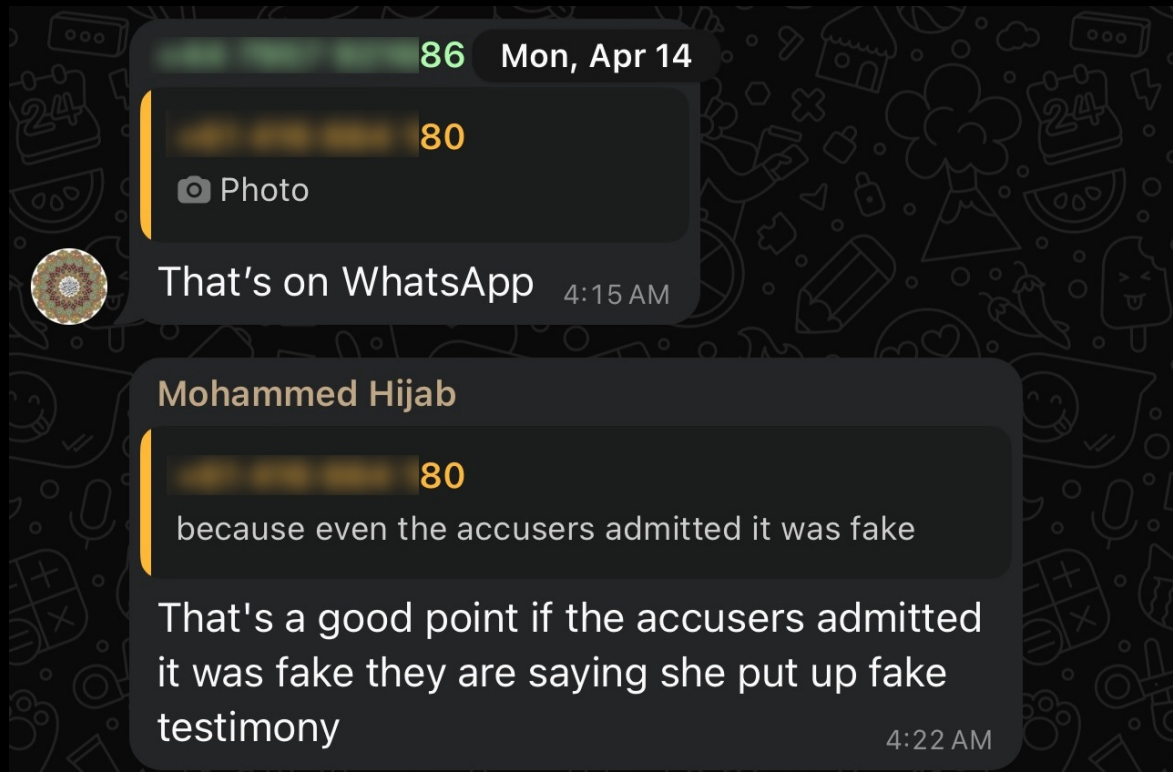 86
Mon, Apr 14
80
Photo
That's on WhatsApp
4:15 AM
Mohammed Hijab
80
because even the accusers admitted it was fake
That's a good point if the accusers admitted
it was fake they are saying she put up fake
testimony
4:22 AM